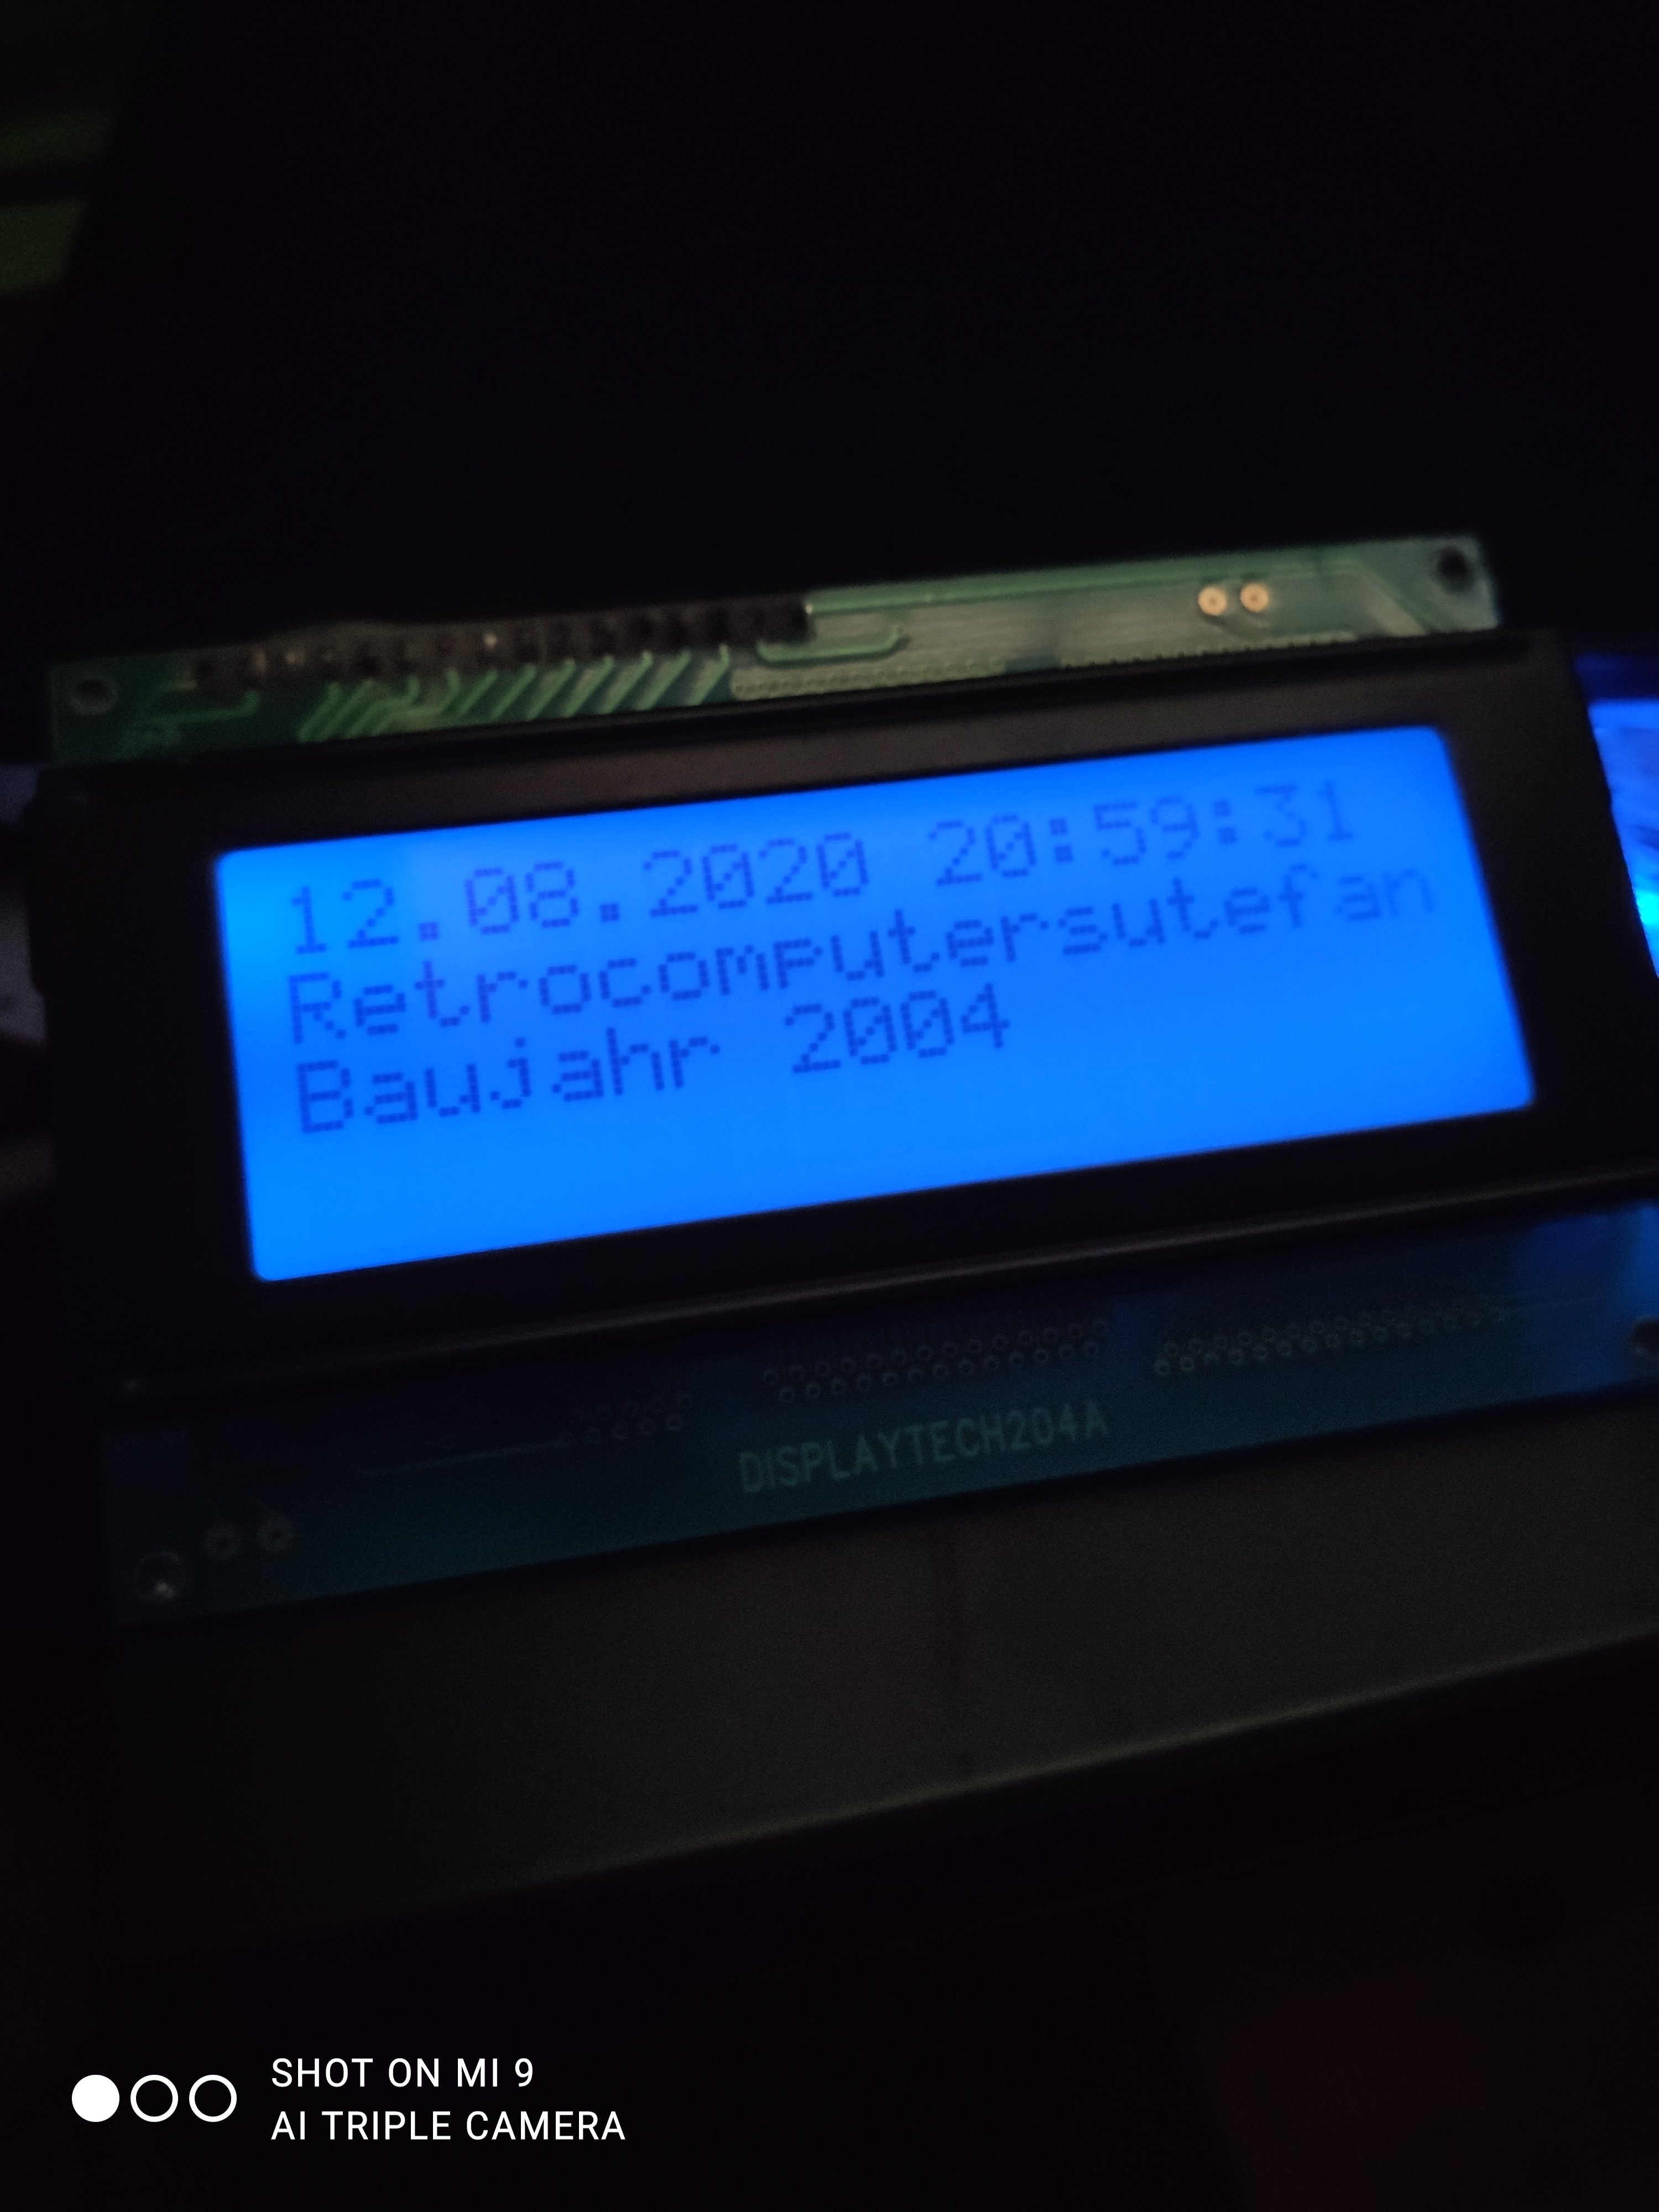 12.08.2020 20:59:31
Retrocomputersutefan
Baujahr 2004
DISPLAYTECH204A
SHOT ON MI 9
AI TRIPLE CAMERA